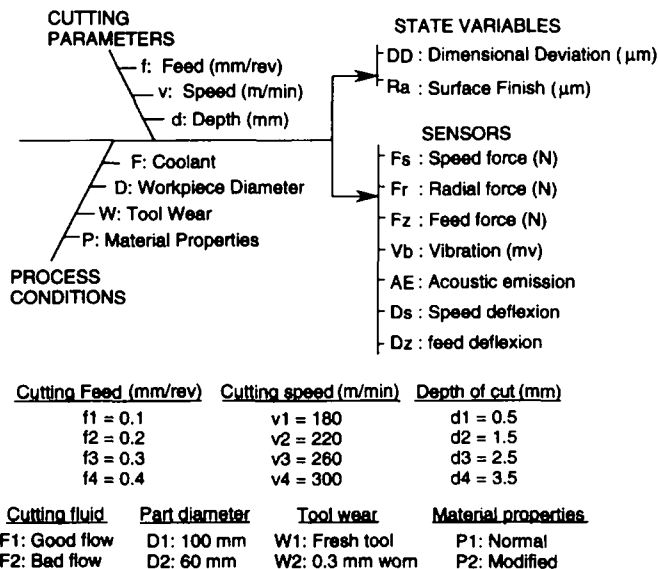 CUTTING
PARAMETERS
f: Feed (mm/rev)
v: Speed (m/min)
d: Depth (mm)
F: Coolant
D: Workpiece Diameter
W: Tool Wear
P: Material Properties
PROCESS
CONDITIONS
STATE VARIABLES
DD : Dimensional Deviation (μm)
Ra : Surface Finish (μm)
SENSORS
Fs : Speed force (N)
Fr : Radial force (N)
Fz : Feed force (N)
Vb : Vibration (mv)
AE : Acoustic emission
Ds : Speed deflexion
Dz : feed deflexion
Cutting Feed (mm/rev) Cutting speed (m/min) Depth of cut (mm)
f1 = 0.1 v1 = 180 d1 = 0.5
f2 = 0.2 v2 = 220 d2 = 1.5
f3 = 0.3 v3 = 260 d3 = 2.5
f4 = 0.4 v4 = 300 d4 = 3.5
Cutting fluid Part diameter Tool wear Material properties
F1: Good flow D1: 100 mm W1: Fresh tool P1: Normal
F2: Bad flow D2: 60 mm W2: 0.3 mm worn P2: Modified